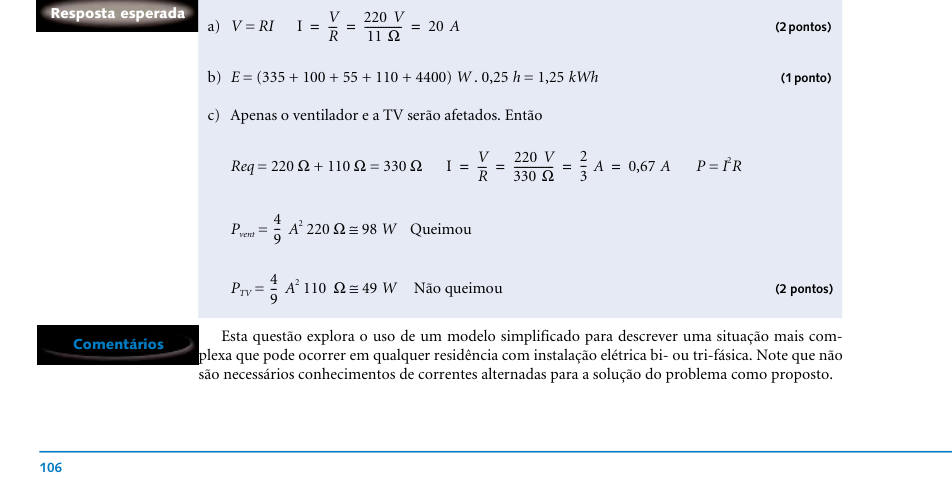 Resposta esperada
a) V = RI I = V/R = 220 V/11 Ω = 20 A (2 pontos)
b) E = (335 + 100 + 55 + 110 + 4400) W . 0,25 h = 1,25 kWh (1 ponto)
c) Apenas o ventilador e a TV serão afetados. Então
Req = 220 Ω + 110 Ω = 330 Ω I = V/R = 220 V/330 Ω = 2/3 A = 0,67 A P = I²R
Pvent = 4/9 A² 220 Ω ≅ 98 W Queimou
PTV = 4/9 A² 110 Ω ≅ 49 W Não queimou (2 pontos)
Comentários
Esta questão explora o uso de um modelo simplificado para descrever uma situação mais com-
plexa que pode ocorrer em qualquer residência com instalação elétrica bi- ou tri-fásica. Note que não
são necessários conhecimentos de correntes alternadas para a solução do problema como proposto.
106